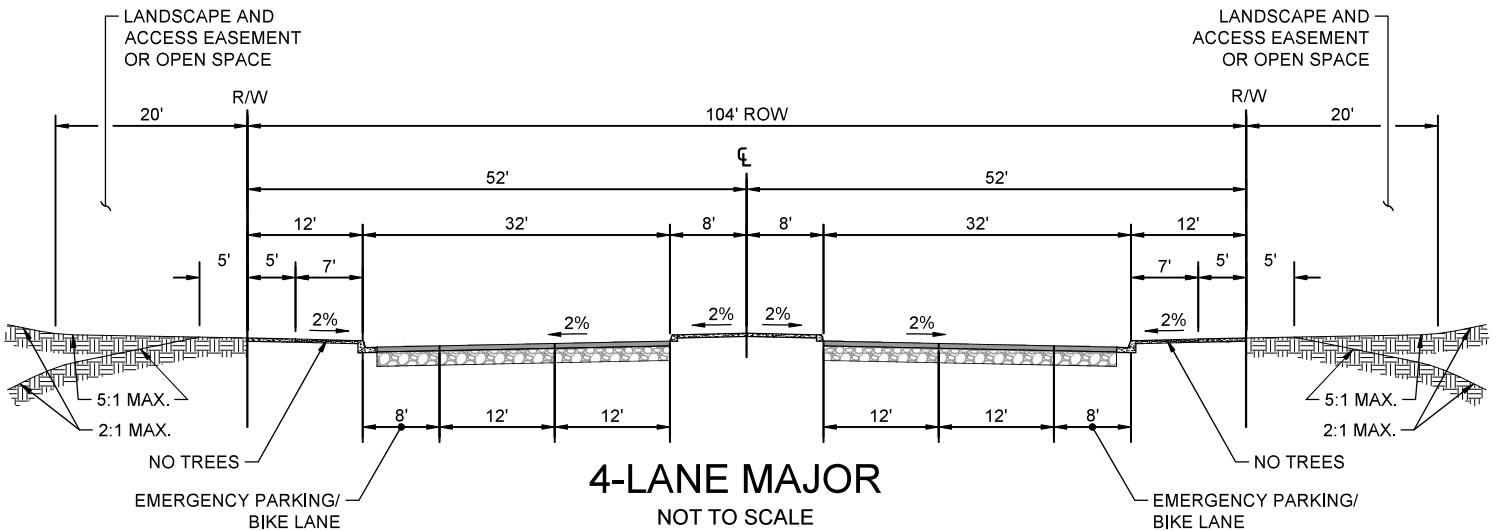 LANDSCAPE AND
ACCESS EASEMENT
OR OPEN SPACE
LANDSCAPE AND
ACCESS EASEMENT
OR OPEN SPACE
R/W
R/W
20'
104' ROW
20'
℄
52'
52'
12'
32'
8'
8'
32'
12'
5'
5'
7'
7'
5'
5'
2%
2%
2%
2%
2%
2%
5:1 MAX.
2:1 MAX.
8'
12'
12'
12'
12'
8'
5:1 MAX.
2:1 MAX.
NO TREES
NO TREES
EMERGENCY PARKING/
BIKE LANE
EMERGENCY PARKING/
BIKE LANE
4-LANE MAJOR
NOT TO SCALE